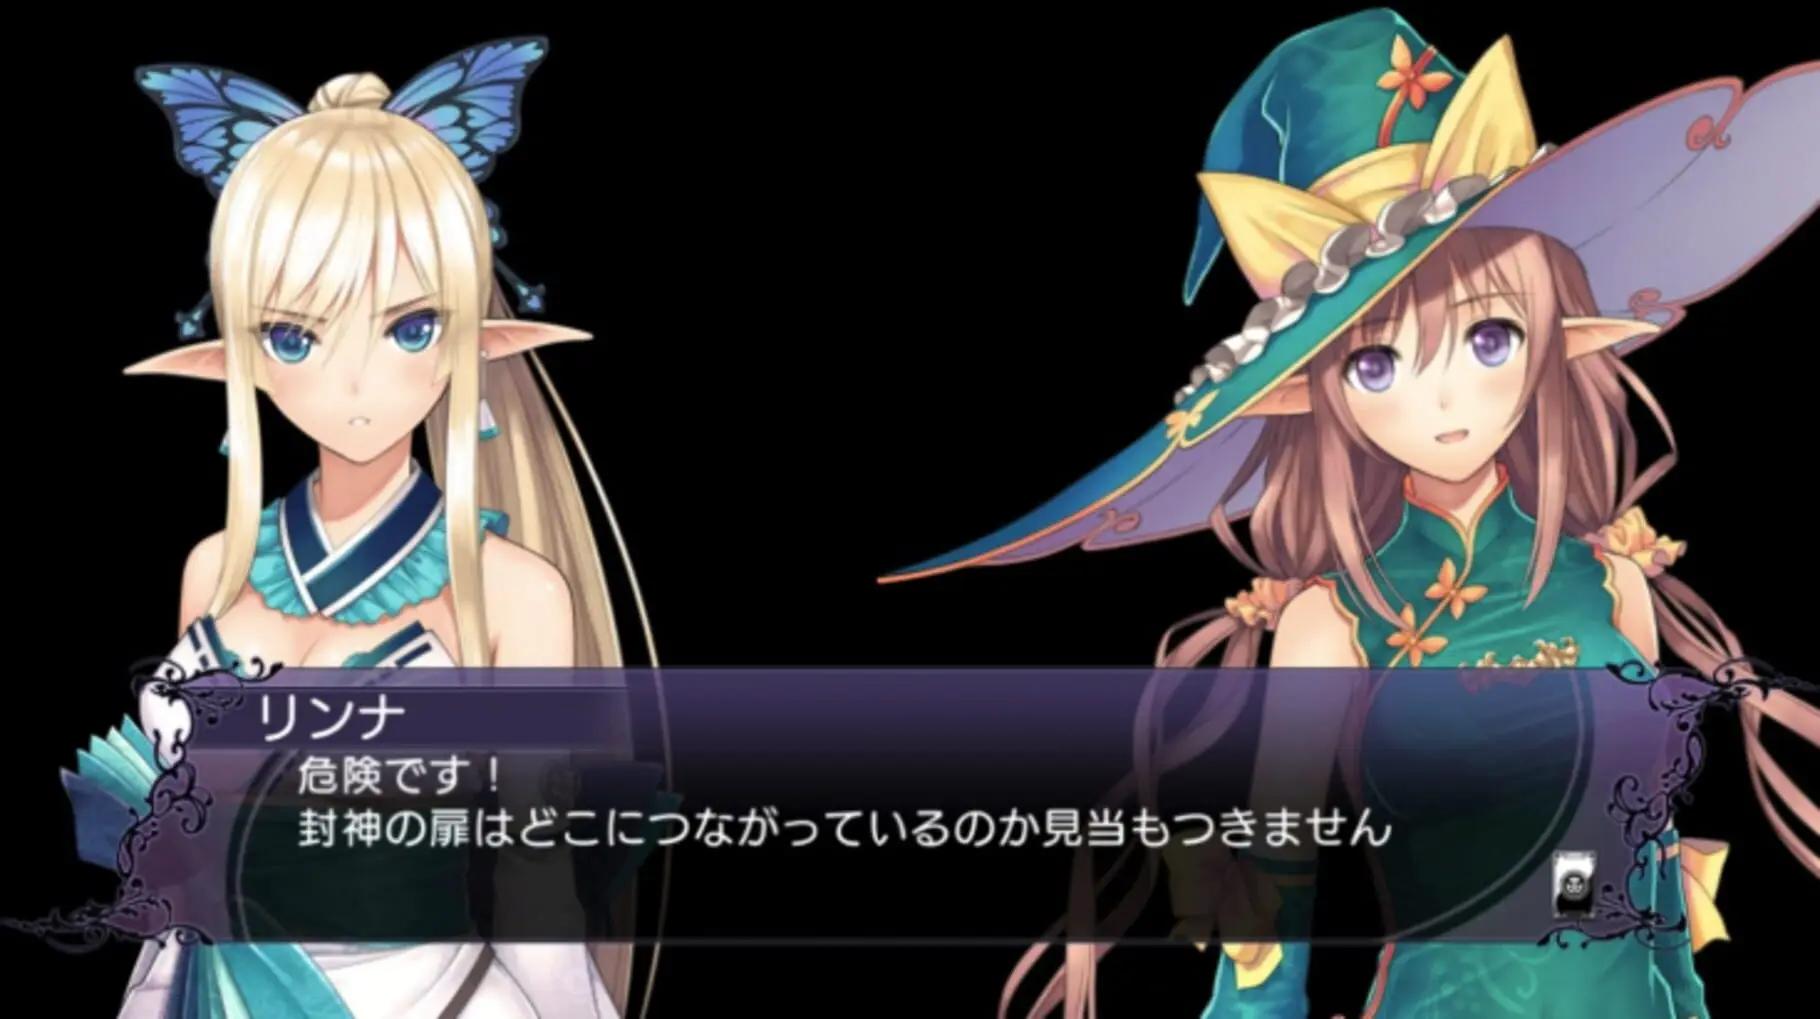 リンナ
危険です！
封神の扉はどこにつながっているのか見当もつきません